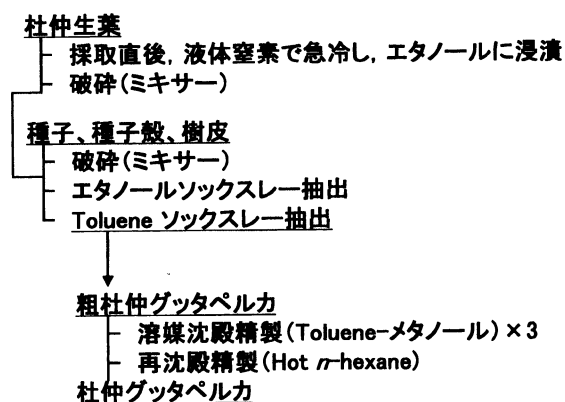 杜仲生葉
採取直後，液体窒素で急冷し，エタノールに浸漬
破砕（ミキサー）
種子、種子殻、樹皮
破砕（ミキサー）
エタノールソックスレー抽出
Toluene ソックスレー抽出
粗杜仲グッタペルカ
溶媒沈殿精製（Toluene-メタノール）×3
再沈殿精製（Hot n-hexane）
杜仲グッタペルカ